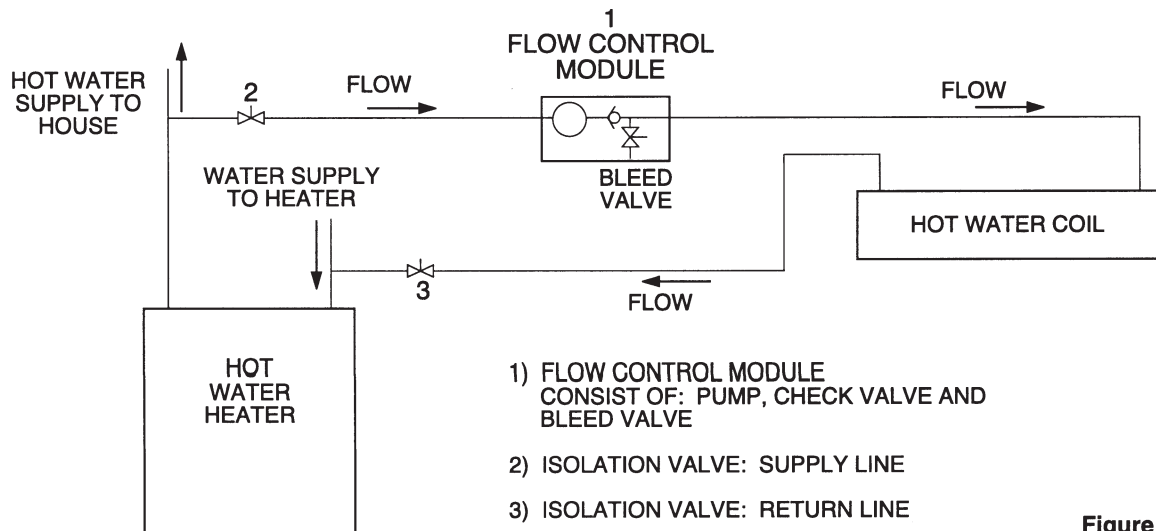 1
FLOW CONTROL
MODULE
HOT WATER
SUPPLY TO
HOUSE
2
FLOW
FLOW
WATER SUPPLY
TO HEATER
BLEED
VALVE
HOT WATER COIL
3
FLOW
HOT
WATER
HEATER
1) FLOW CONTROL MODULE
CONSIST OF: PUMP, CHECK VALVE AND
BLEED VALVE
2) ISOLATION VALVE: SUPPLY LINE
3) ISOLATION VALVE: RETURN LINE
Figure